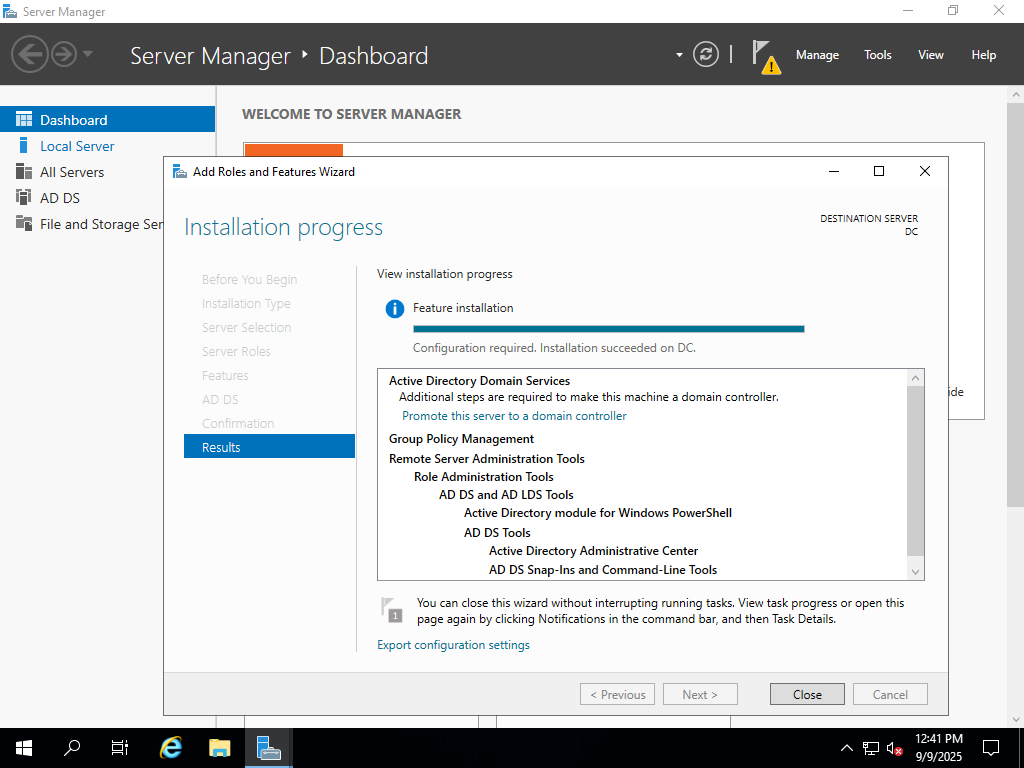 Server Manager
Server Manager ‣ Dashboard
Manage
Tools
View
Help
Dashboard
Local Server
All Servers
AD DS
File and Storage Ser
WELCOME TO SERVER MANAGER
Add Roles and Features Wizard
Installation progress
DESTINATION SERVER
DC
Before You Begin
Installation Type
Server Selection
Server Roles
Features
AD DS
Confirmation
Results
View installation progress
Feature installation
Configuration required. Installation succeeded on DC.
Active Directory Domain Services
Additional steps are required to make this machine a domain controller.
Promote this server to a domain controller
Group Policy Management
Remote Server Administration Tools
Role Administration Tools
AD DS and AD LDS Tools
Active Directory module for Windows PowerShell
AD DS Tools
Active Directory Administrative Center
AD DS Snap-Ins and Command-Line Tools
ide
1
You can close this wizard without interrupting running tasks. View task progress or open this
page again by clicking Notifications in the command bar, and then Task Details.
Export configuration settings
< Previous
Next >
Close
Cancel
12:41 PM
9/9/2025